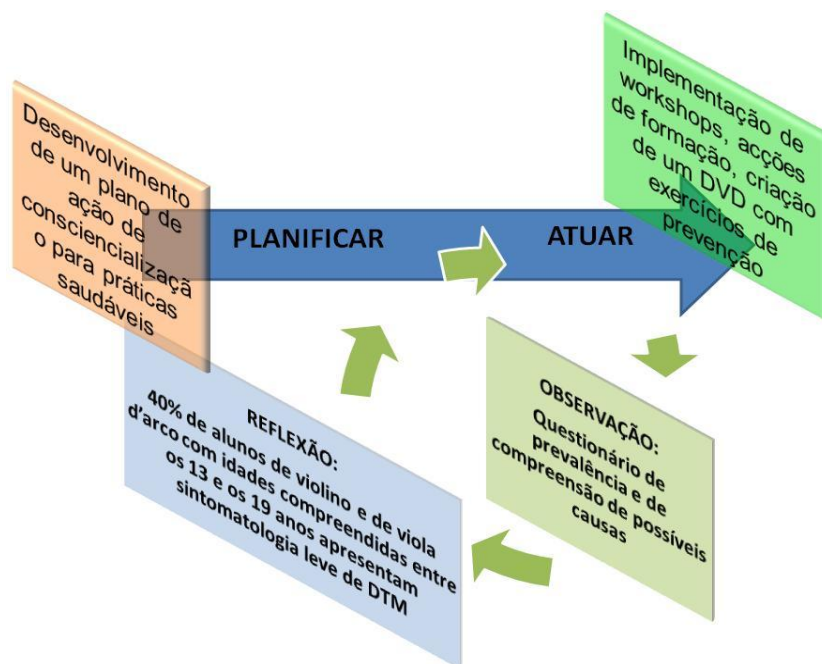 Desenvolvimento
de um plano de
ação de
consciencializaçã
o para práticas
saudáveis
PLANIFICAR
ATUAR
Implementação de
workshops, acções
de formação, criação
de um DVD com
exercícios de
prevenção
OBSERVAÇÃO:
Questionário de
prevalência e de
compreensão de possíveis
causas
REFLEXÃO:
40% de alunos de violino e de viola
d'arco com idades compreendidas entre
os 13 e os 19 anos apresentam
sintomatologia leve de DTM